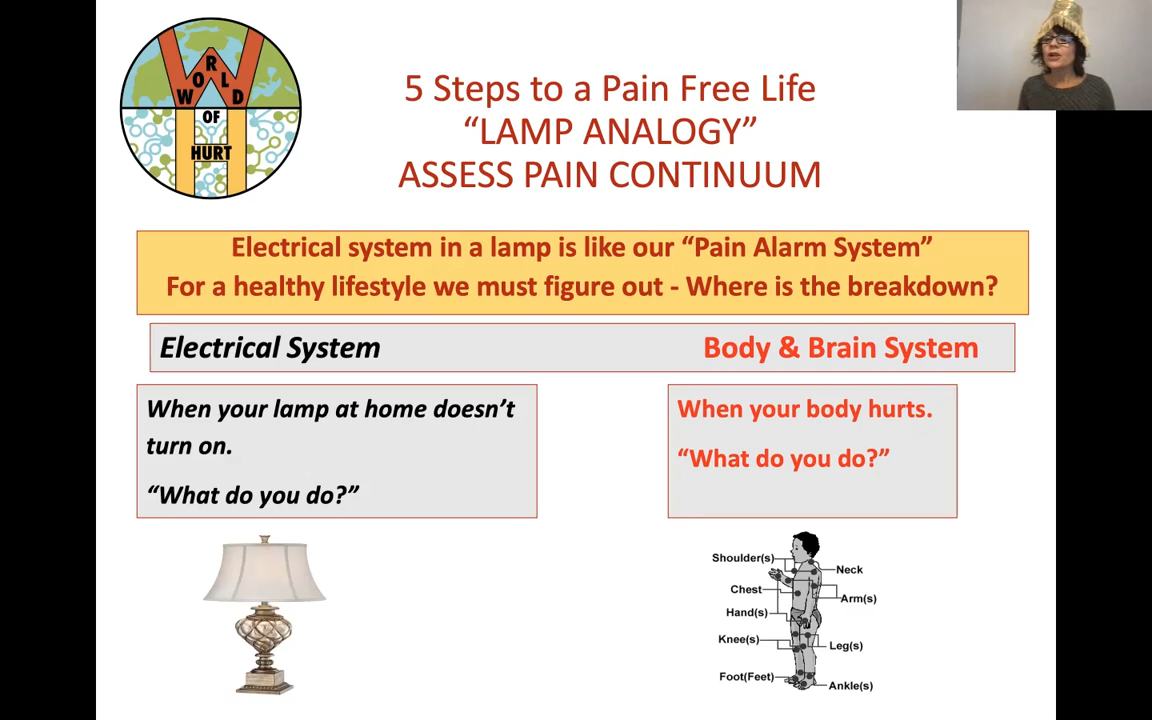 WORLD
OF
HURT
5 Steps to a Pain Free Life
“LAMP ANALOGY”
ASSESS PAIN CONTINUUM
Electrical system in a lamp is like our “Pain Alarm System”
For a healthy lifestyle we must figure out - Where is the breakdown?
Electrical System
Body & Brain System
When your lamp at home doesn’t
turn on.
“What do you do?”
When your body hurts.
“What do you do?”
Shoulder(s)
Neck
Chest
Arm(s)
Hand(s)
Knee(s)
Leg(s)
Foot(Feet)
Ankle(s)